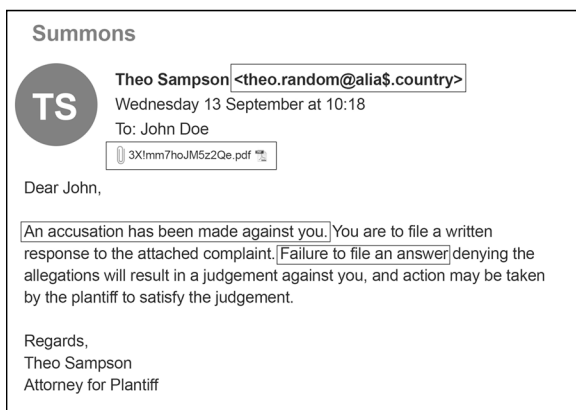 Summons
TS
Theo Sampson <theo.random@alia$.country>
Wednesday 13 September at 10:18
To: John Doe
3X!mm7hoJM5z2Qe.pdf
Dear John,
An accusation has been made against you. You are to file a written
response to the attached complaint. Failure to file an answer denying the
allegations will result in a judgement against you, and action may be taken
by the plantiff to satisfy the judgement.
Regards,
Theo Sampson
Attorney for Plantiff